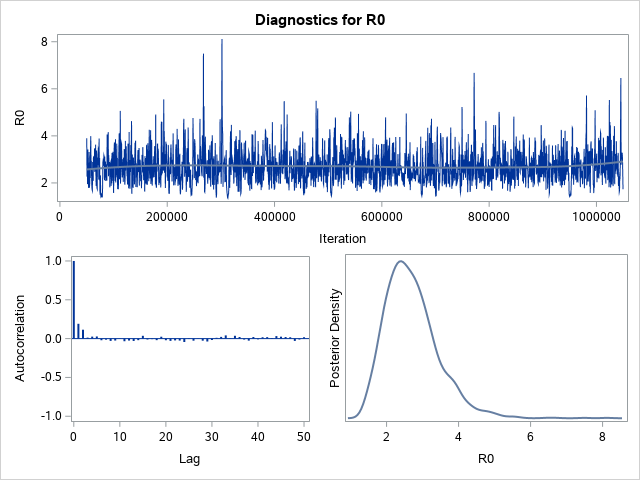 Diagnostics for R0
8
6
4
2
R0
0 200000 400000 600000 800000 1000000
Iteration
1.0
0.5
0.0
-0.5
-1.0
Autocorrelation
0 10 20 30 40 50
Lag
Posterior Density
2 4 6 8
R0